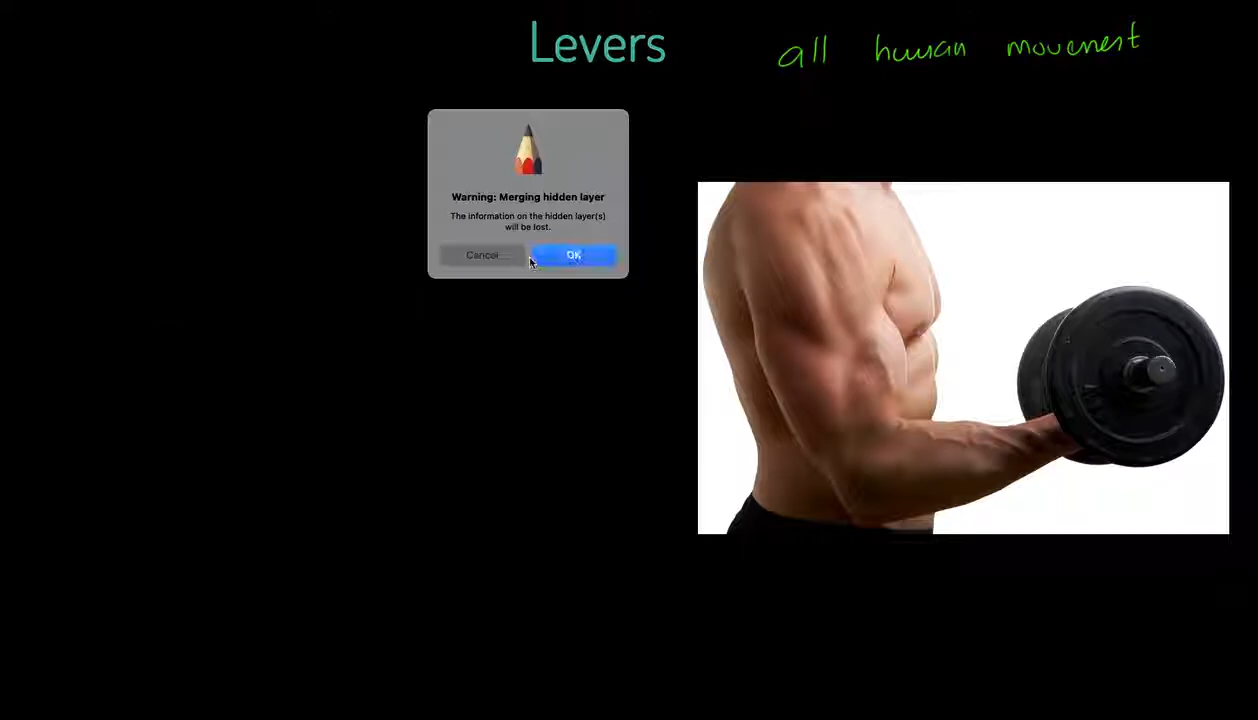 Levers
all human movement
Warning: Merging hidden layer
The information on the hidden layer(s)
will be lost.
Cancel
OK